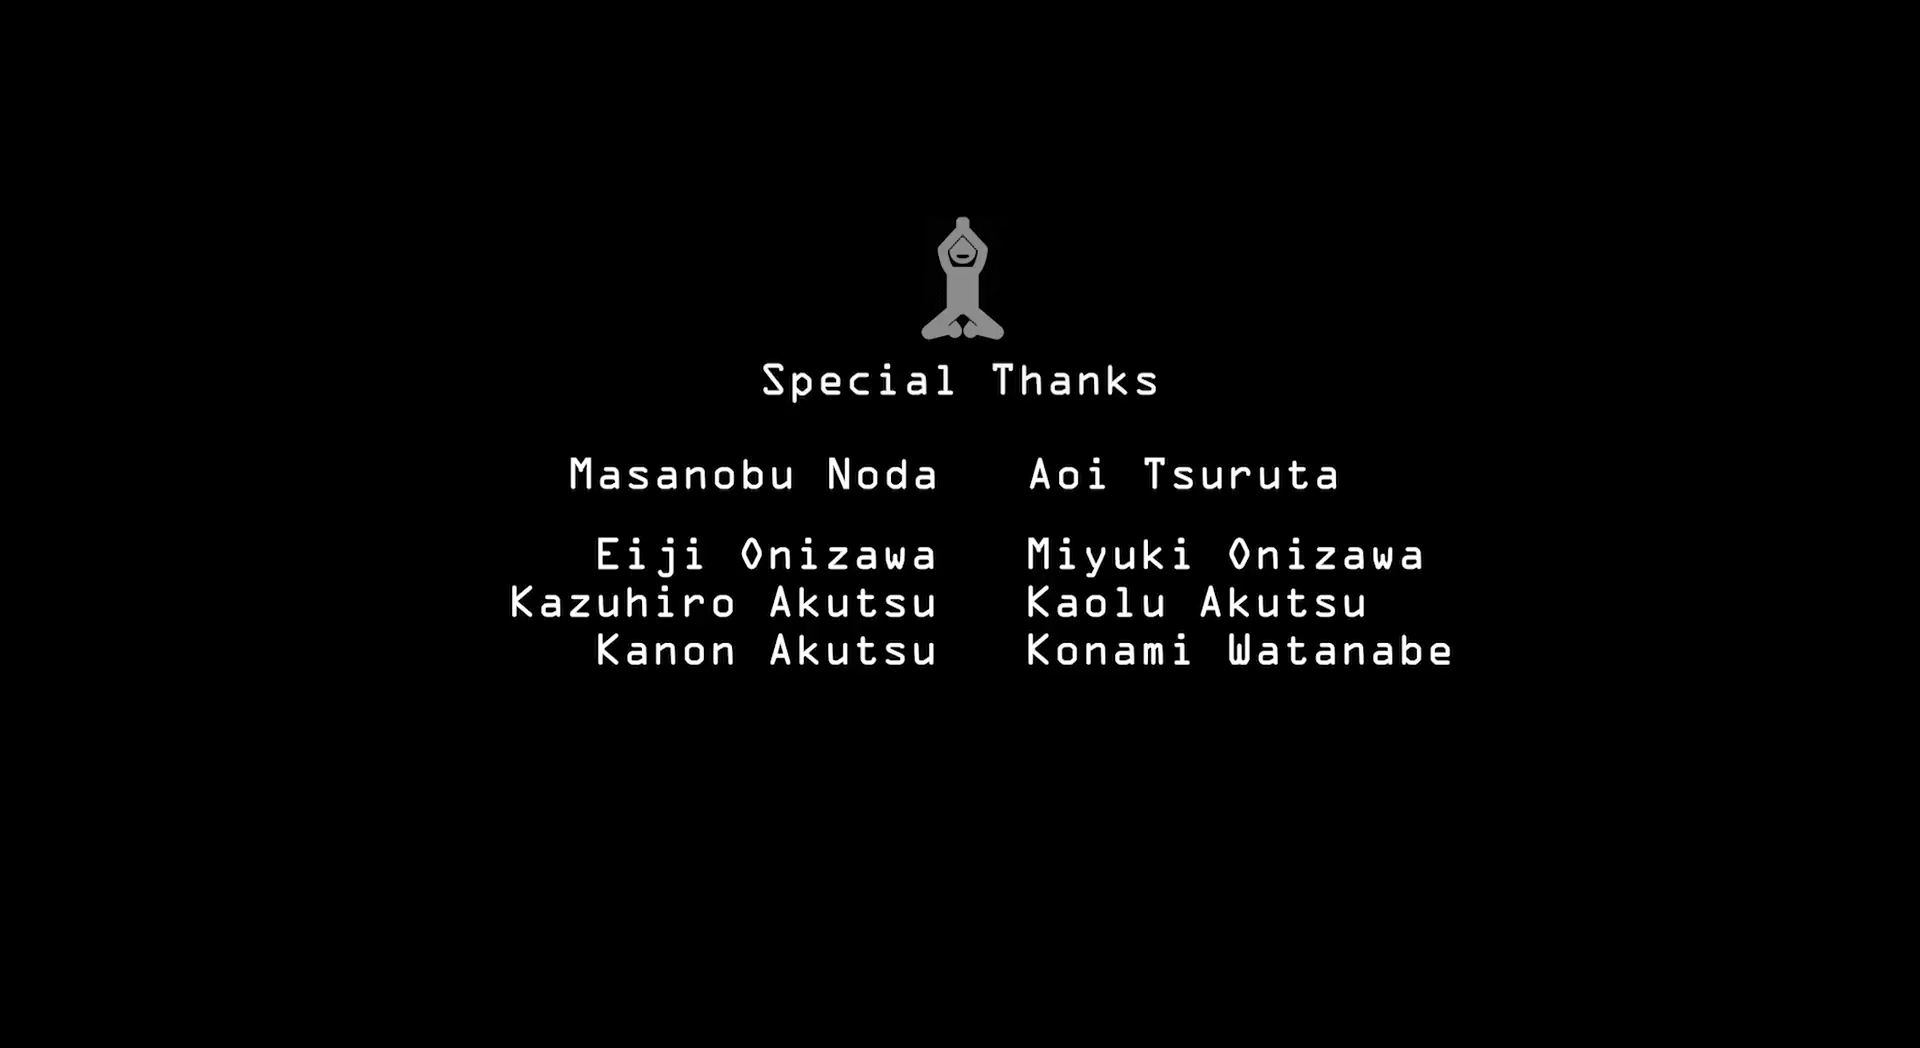 Special Thanks
Masanobu Noda Aoi Tsuruta
Eiji Onizawa Miyuki Onizawa
Kazuhiro Akutsu Kaolu Akutsu
Kanon Akutsu Konami Watanabe